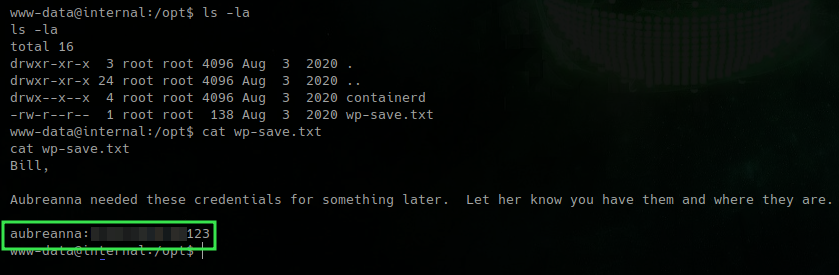 www-data@internal:/opt$ ls -la
ls -la
total 16
drwxr-xr-x  3 root root 4096 Aug  3  2020 .
drwxr-xr-x 24 root root 4096 Aug  3  2020 ..
drwx--x--x  4 root root 4096 Aug  3  2020 containerd
-rw-r--r--  1 root root  138 Aug  3  2020 wp-save.txt
www-data@internal:/opt$ cat wp-save.txt
cat wp-save.txt
Bill,
Aubreanna needed these credentials for something later.  Let her know you have them and where they are.
aubreanna: 123
www-data@internal:/opt$